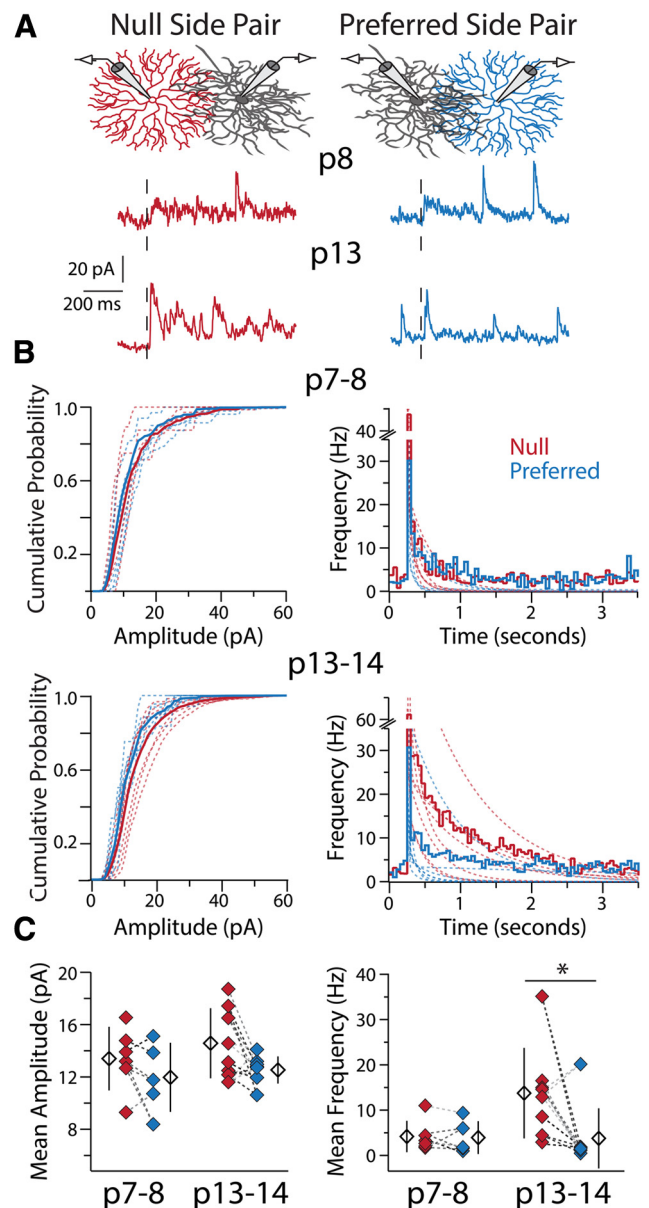 A
Null Side Pair
Preferred Side Pair
p8
p13
20 pA
200 ms
B
p7-8
Cumulative Probability
1.0
0.6
0.2
0
20
40
60
Amplitude (pA)
Frequency (Hz)
40
30
20
10
0
0
1
2
3
Time (seconds)
Null
Preferred
p13-14
Cumulative Probability
1.0
0.6
0.2
0
20
40
60
Amplitude (pA)
Frequency (Hz)
60
30
20
10
0
0
1
2
3
Time (seconds)
C
Mean Amplitude (pA)
20
16
12
8
p7-8
p13-14
Mean Frequency (Hz)
40
30
20
10
0
*
p7-8
p13-14